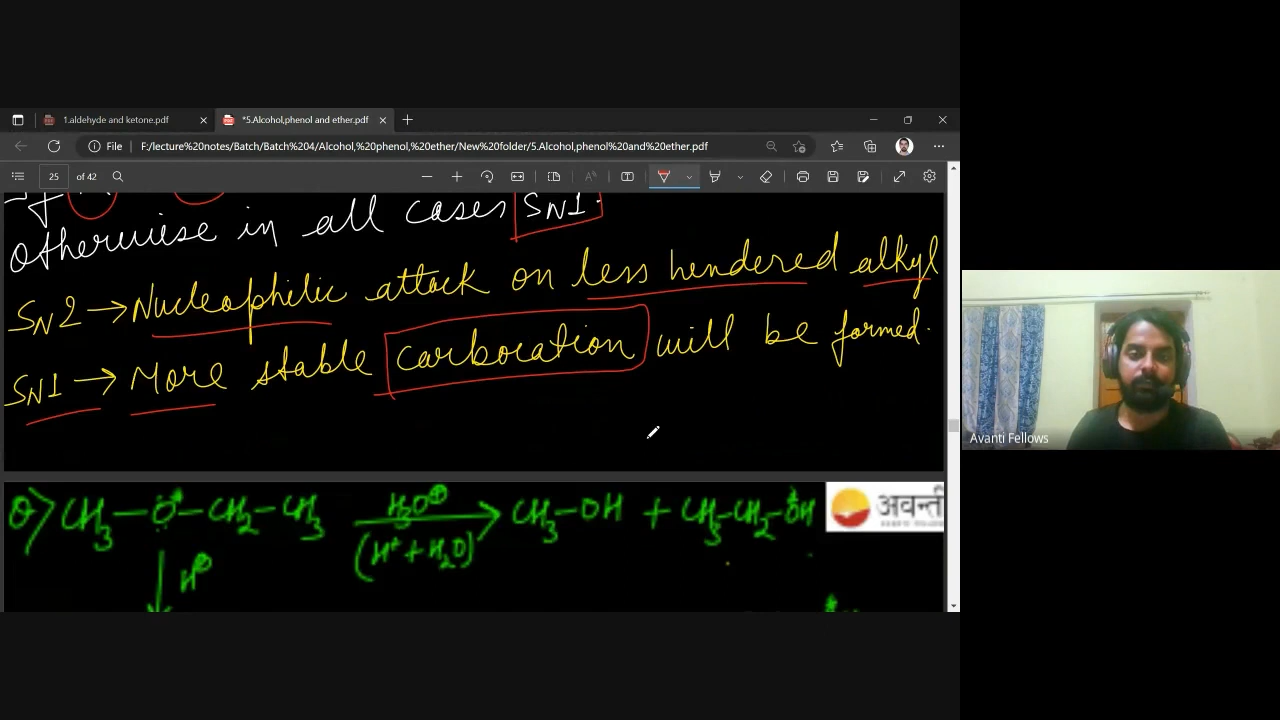 1.aldehyde and ketone.pdf
*5.Alcohol,phenol and ether.pdf
File
F:/lecture%20notes/Batch/Batch%204/Alcohol,%20phenol,%20ether/New%20folder/5.Alcohol,phenol%20and%20ether.pdf
25 of 42
otherwise in all cases SN1.
SN2 → Nucleophilic attack on less hendered alkyl
SN1 → More stable carbocation will be formed.
CH3-O-CH2-CH3 H3O⊕ → CH3-OH + CH3-CH2-OH
(H+ + H2O)
↓ H⊕
अवन्ती
Avanti Fellows